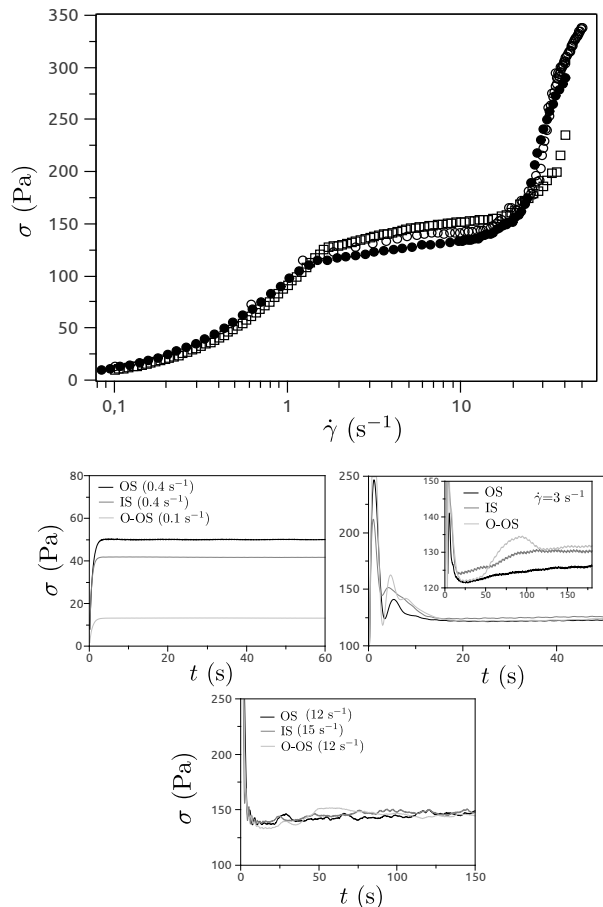 350
300
250
200
150
100
50
0
σ (Pa)
0,1
1
10
γ̇ (s⁻¹)
80
60
40
20
0
σ (Pa)
OS (0.4 s⁻¹)
IS (0.4 s⁻¹)
O-OS (0.1 s⁻¹)
0
20
40
60
t (s)
250
200
150
100
150
140
130
120
OS
IS
O-OS
γ̇=3 s⁻¹
0
50
100
150
0
20
40
t (s)
250
200
150
100
σ (Pa)
OS (12 s⁻¹)
IS (15 s⁻¹)
O-OS (12 s⁻¹)
0
50
100
150
t (s)